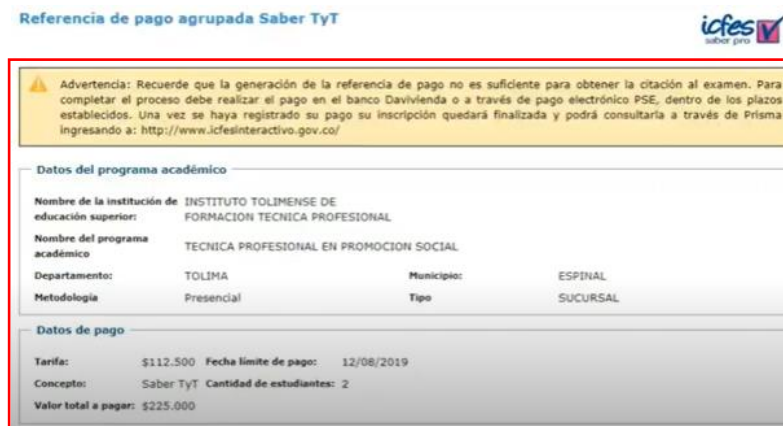 Referencia de pago agrupada Saber TyT
icfes
saber pro
Advertencia: Recuerde que la generación de la referencia de pago no es suficiente para obtener la citación al examen. Para
completar el proceso debe realizar el pago en el banco Davivienda o a través de pago electrónico PSE, dentro de los plazos
establecidos. Una vez se haya registrado su pago su inscripción quedará finalizada y podrá consultarla a través de Prisma
ingresando a: http://www.icfesinteractivo.gov.co/
Datos del programa académico
Nombre de la institución de educación superior: INSTITUTO TOLIMENSE DE FORMACION TECNICA PROFESIONAL
Nombre del programa académico TECNICA PROFESIONAL EN PROMOCION SOCIAL
Departamento: TOLIMA Municipio: ESPINAL
Metodología Presencial Tipo SUCURSAL
Datos de pago
Tarifa: $112.500 Fecha límite de pago: 12/08/2019
Concepto: Saber TyT Cantidad de estudiantes: 2
Valor total a pagar: $225.000